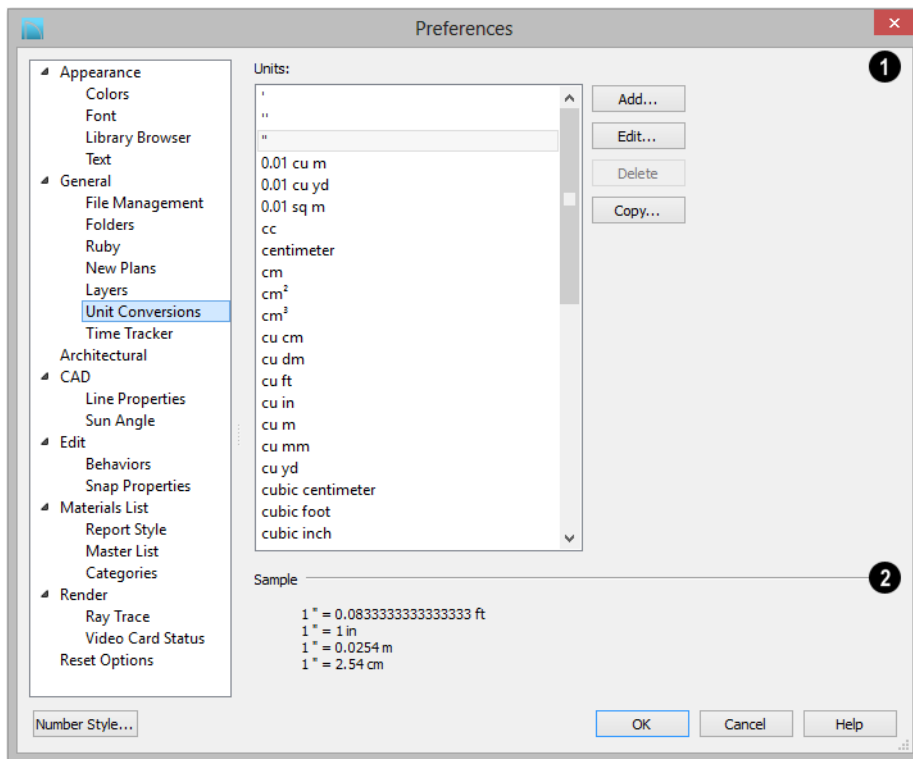 Preferences
Appearance
Colors
Font
Library Browser
Text
General
File Management
Folders
Ruby
New Plans
Layers
Unit Conversions
Time Tracker
Architectural
CAD
Line Properties
Sun Angle
Edit
Behaviors
Snap Properties
Materials List
Report Style
Master List
Categories
Render
Ray Trace
Video Card Status
Reset Options
Units:
'
''
"
0.01 cu m
0.01 cu yd
0.01 sq m
cc
centimeter
cm
cm²
cm³
cu cm
cu dm
cu ft
cu in
cu m
cu mm
cu yd
cubic centimeter
cubic foot
cubic inch
Add...
Edit...
Delete
Copy...
1
Sample
2
1 " = 0.0833333333333333 ft
1 " = 1 in
1 " = 0.0254 m
1 " = 2.54 cm
Number Style...
OK
Cancel
Help